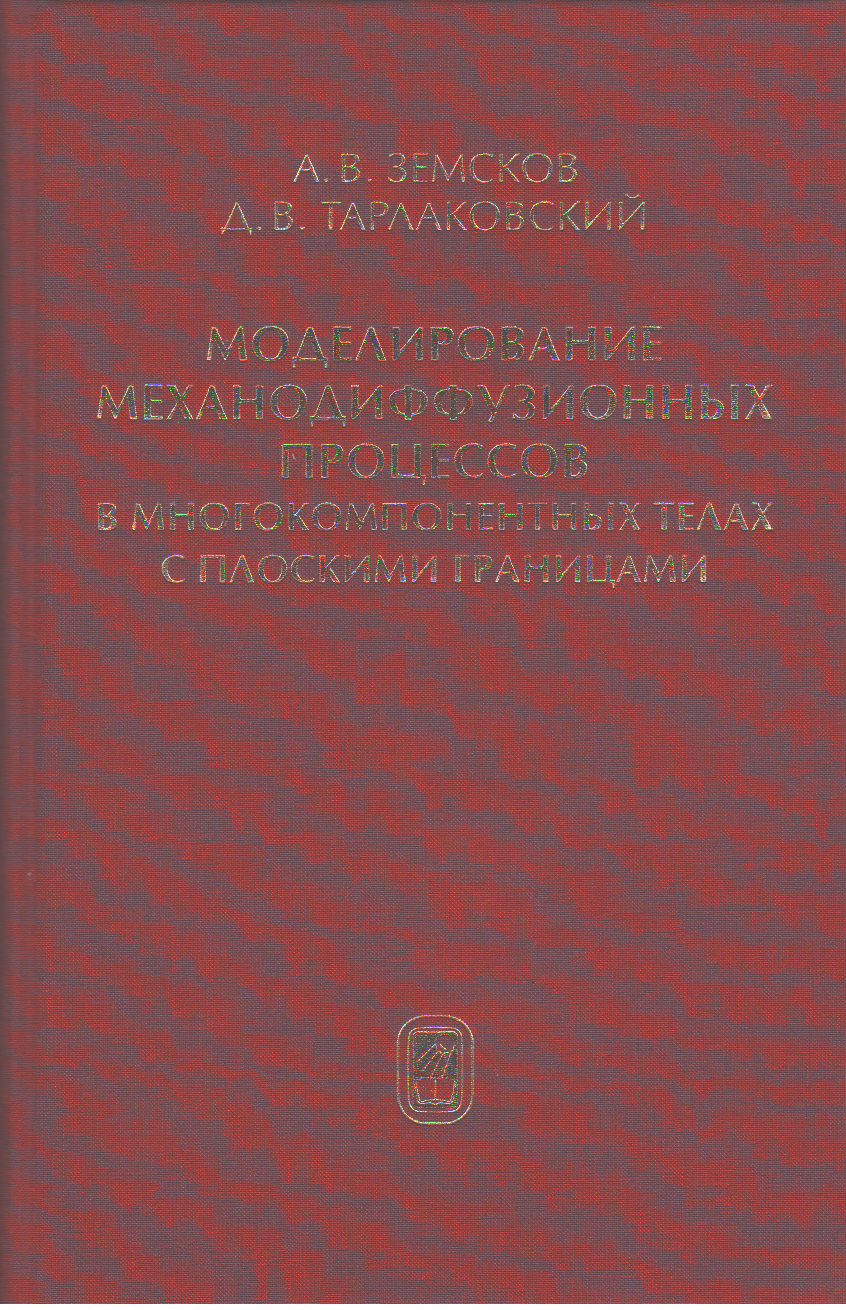 А. В. ЗЕМСКОВ
Д. В. ТАРЛАКОВСКИЙ
МОДЕЛИРОВАНИЕ
МЕХАНОДИФФУЗИОННЫХ
ПРОЦЕССОВ
В МНОГОКОМПОНЕНТНЫХ ТЕЛАХ
С ПЛОСКИМИ ГРАНИЦАМИ